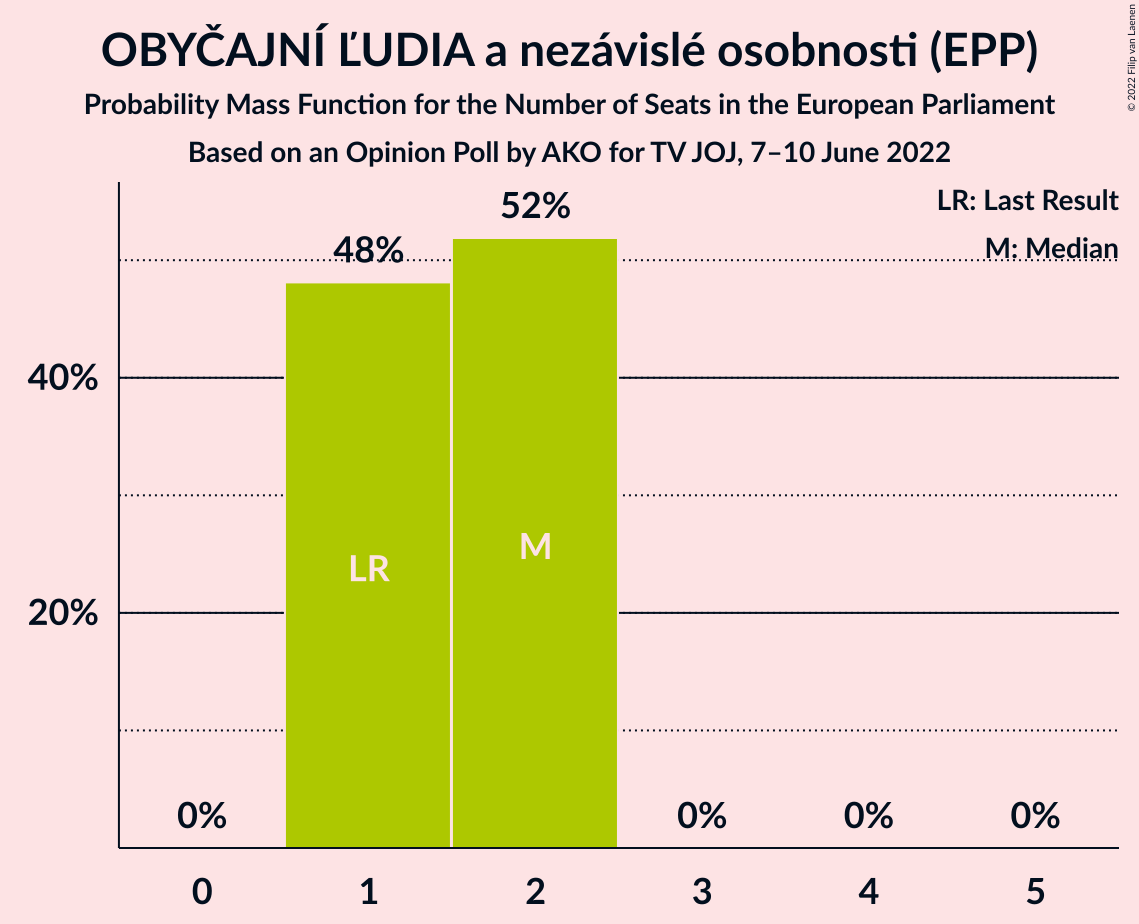 OBYČAJNÍ ĽUDIA a nezávislé osobnosti (EPP)
Probability Mass Function for the Number of Seats in the European Parliament
Based on an Opinion Poll by AKO for TV JOJ, 7–10 June 2022
© 2022 Filip van Laenen
LR: Last Result
M: Median
52%
48%
40%
20%
LR
M
0%
0%
0%
0%
0
1
2
3
4
5